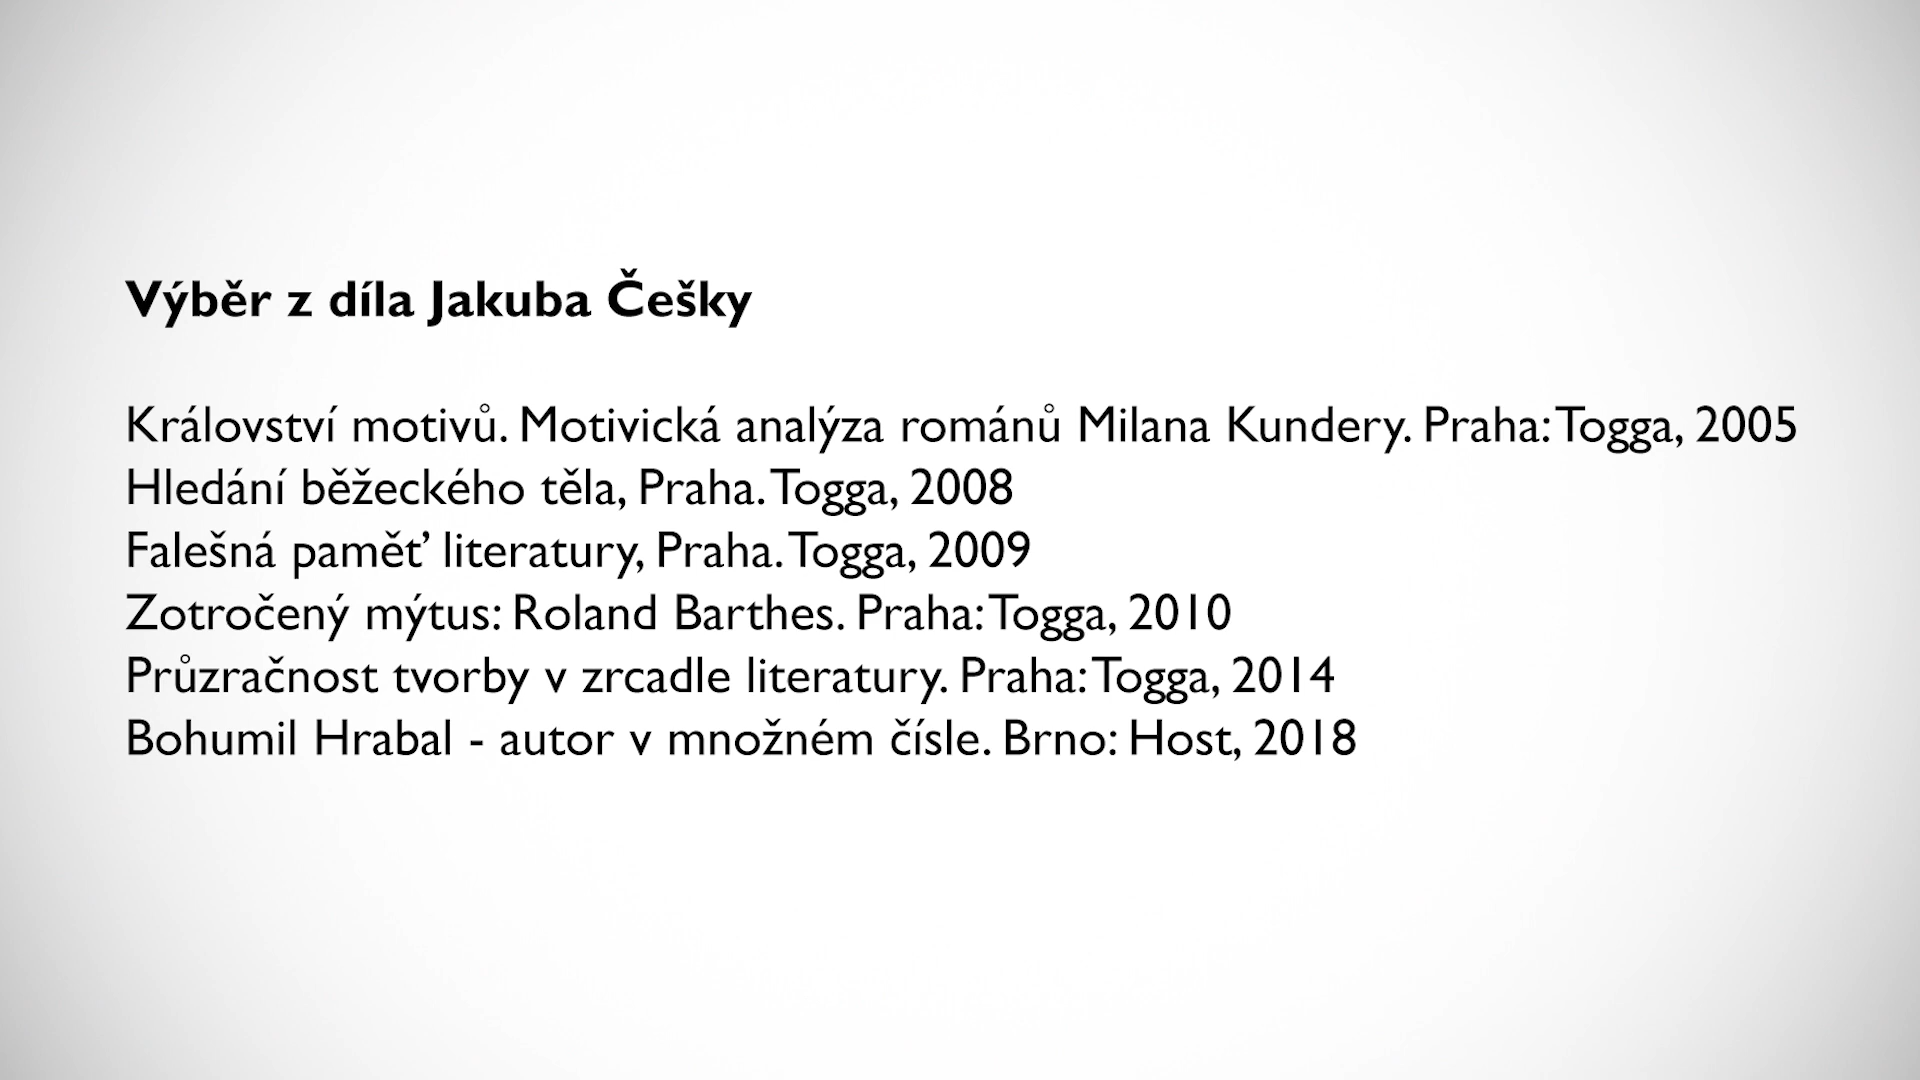 Výběr z díla Jakuba Češky
Království motivů. Motivická analýza románů Milana Kundery. Praha: Togga, 2005
Hledání běžeckého těla, Praha. Togga, 2008
Falešná paměť literatury, Praha. Togga, 2009
Zotročený mýtus: Roland Barthes. Praha: Togga, 2010
Průzračnost tvorby v zrcadle literatury. Praha: Togga, 2014
Bohumil Hrabal - autor v množném čísle. Brno: Host, 2018